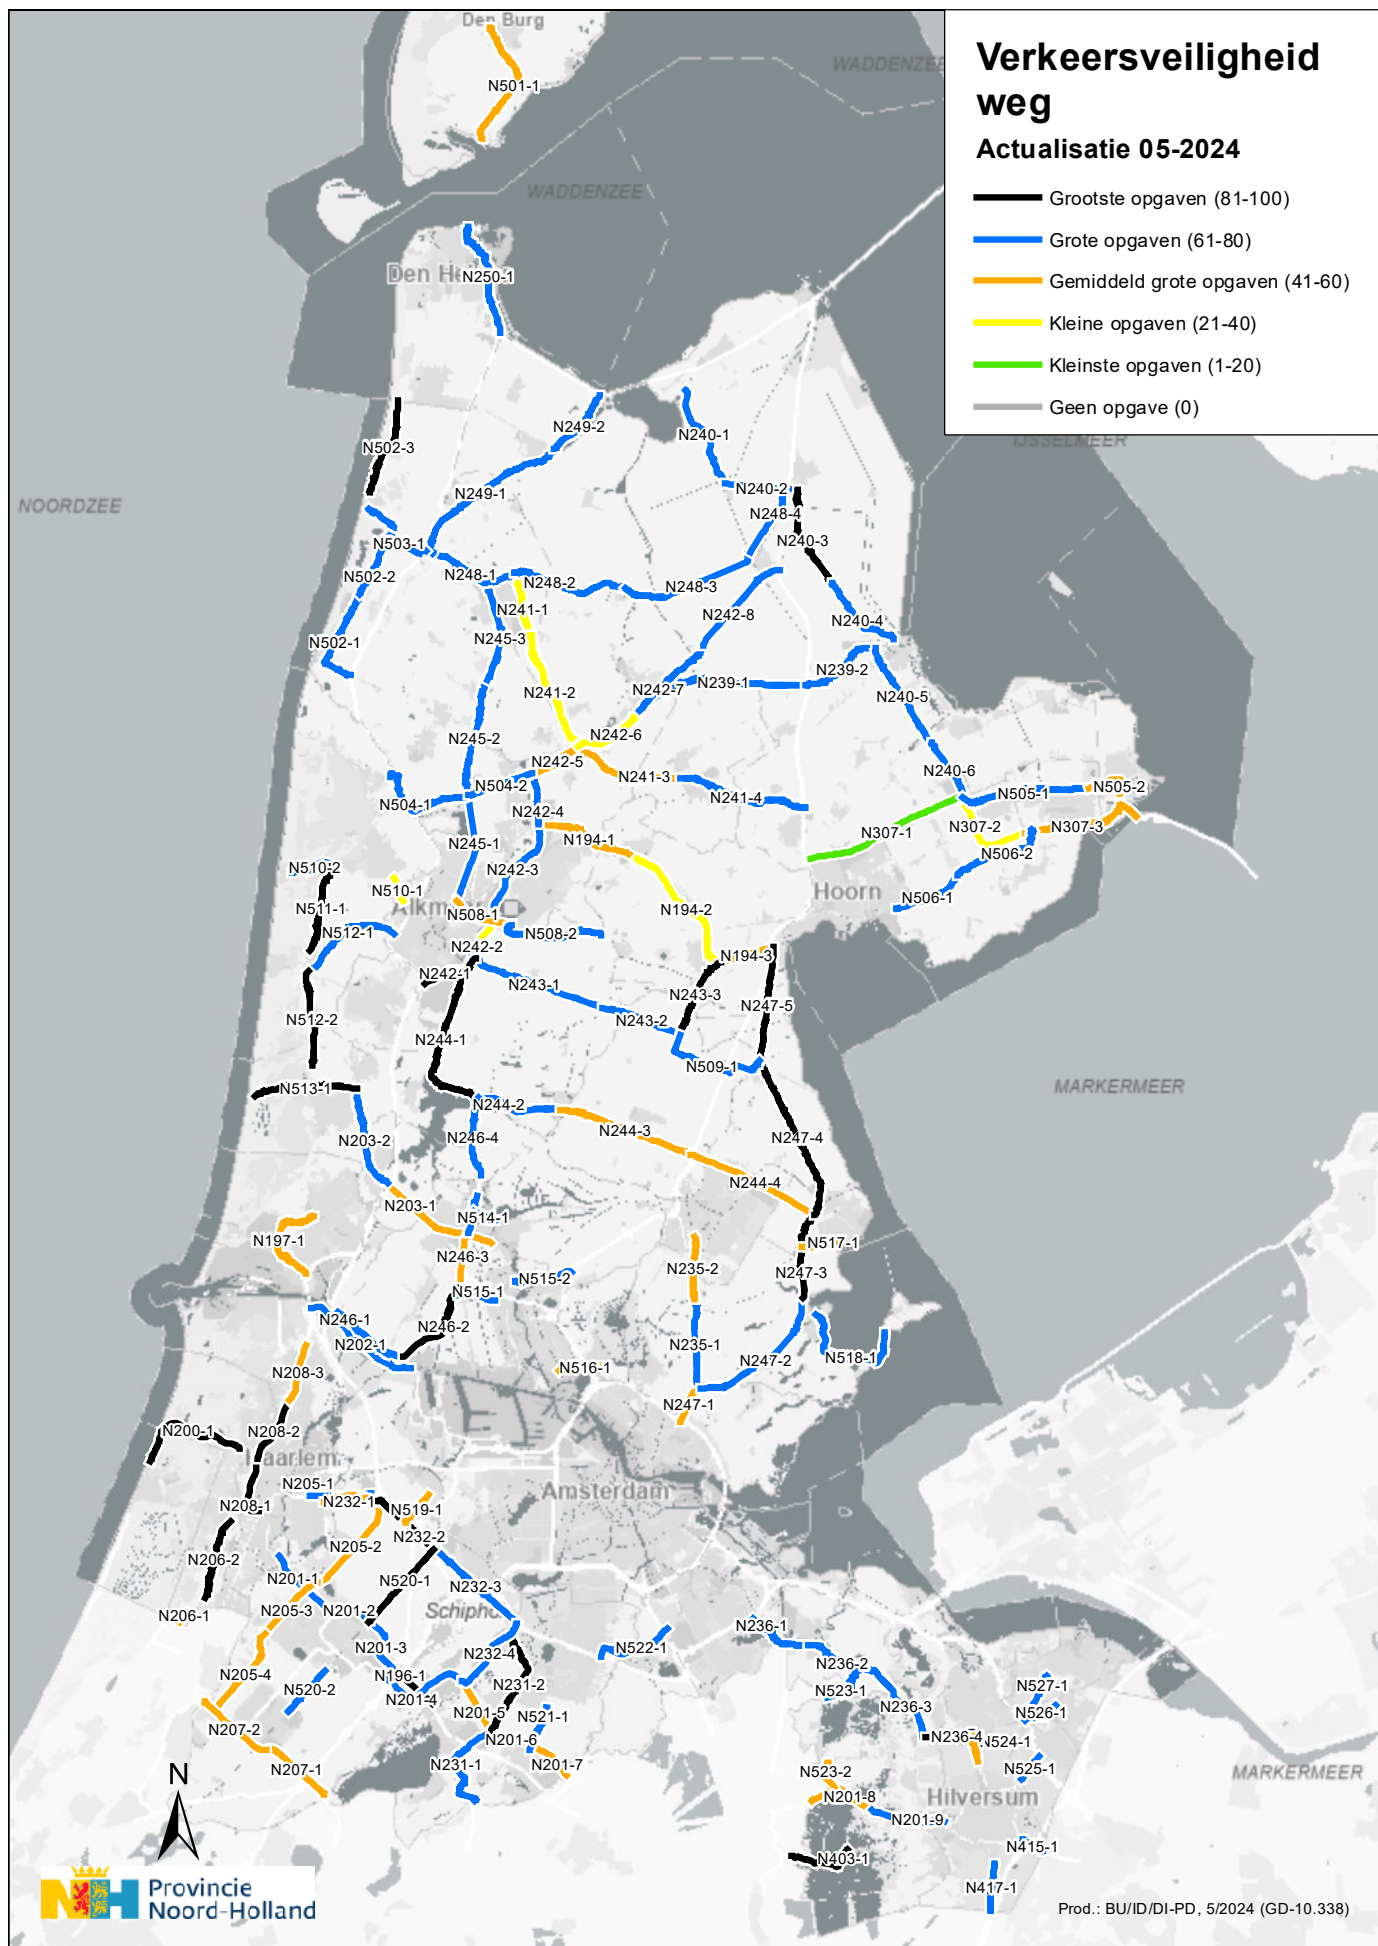 Verkeersveiligheid
weg
Actualisatie 05-2024
Grootste opgaven (81-100)
Grote opgaven (61-80)
Gemiddeld grote opgaven (41-60)
Kleine opgaven (21-40)
Kleinste opgaven (1-20)
Geen opgave (0)
Den Burg
N501-1
WADDENZEE
WADDENZEE
Den He
N250-1
IJSSELMEER
NOORDZEE
N249-2
N240-1
N502-3
N249-1
N240-2
N248-4
N503-1
N240-3
N502-2
N248-1
N248-2
N248-3
N241-1
N242-8
N240-4
N502-1
N245-3
N239-2
N241-2
N242-7
N239-1
N240-5
N245-2
N242-6
N242-5
N241-3
N240-6
N504-2
N504-1
N241-4
N505-1
N505-2
N242-4
N194-1
N307-1
N307-2
N307-3
N245-1
N506-2
N510-2
N242-3
N510-1
Hoorn
N506-1
N511-1
Alkm
N508-1
N194-2
N512-1
N508-2
N242-2
N194-3
N242-1
N243-1
N243-3
N247-5
N512-2
N243-2
N244-1
N509-1
N513-1
MARKERMEER
N244-2
N203-2
N246-4
N244-3
N247-4
N244-4
N203-1
N514-1
N197-1
N246-3
N517-1
N235-2
N247-3
N515-2
N515-1
N246-1
N246-2
N202-1
N235-1
N247-2
N518-1
N208-3
N516-1
N247-1
N200-1
N208-2
Haarlem
N205-1
Amsterdam
N208-1
N232-1
N519-1
N232-2
N205-2
N206-2
N201-1
N520-1
N232-3
N206-1
N205-3
N201-2
Schipho
N236-1
N201-3
N232-4
N522-1
N205-4
N196-1
N236-2
N520-2
N231-2
N523-1
N527-1
N201-4
N201-5
N521-1
N236-3
N526-1
N207-2
N201-6
N236-4
N524-1
N207-1
N231-1
N201-7
N523-2
N525-1
MARKERMEER
N
N201-8
Hilversum
N201-9
N415-1
N403-1
N417-1
NH
Provincie
Noord-Holland
Prod.: BU/ID/DI-PD, 5/2024 (GD-10.338)